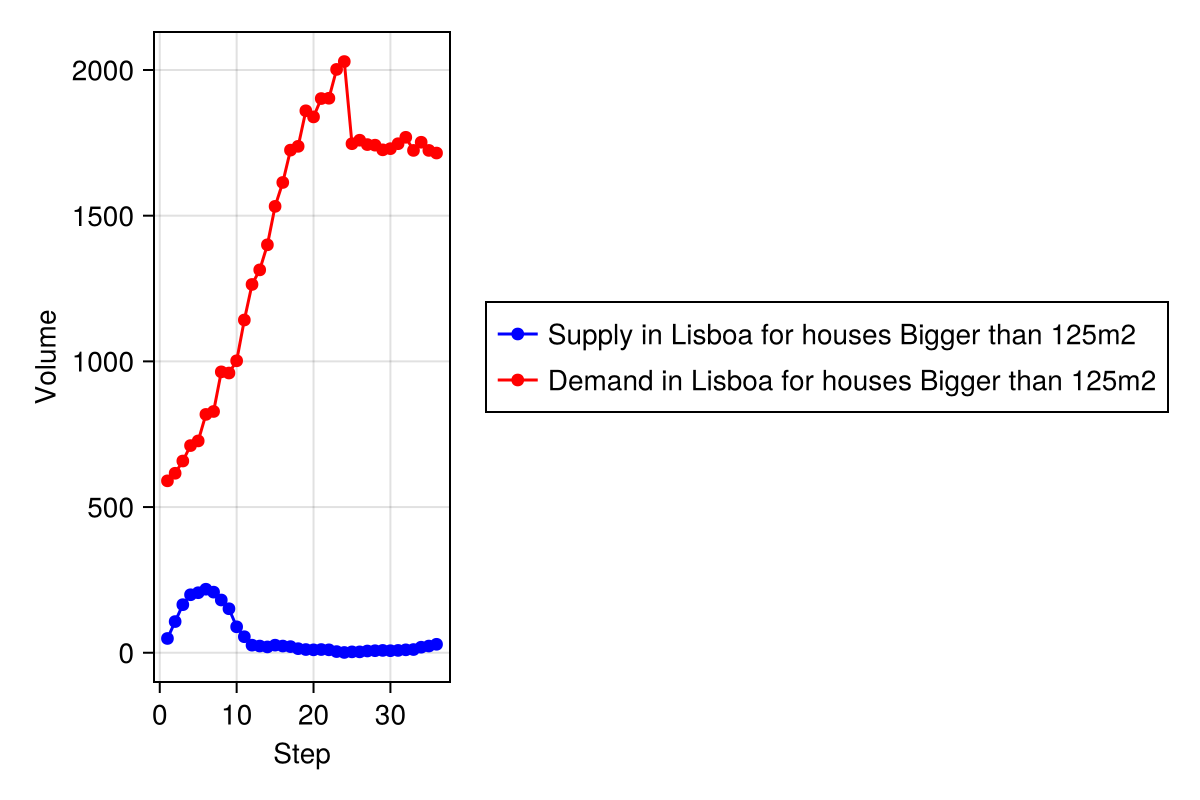 2000
1500
1000
500
0
Volume
0 10 20 30
Step
Supply in Lisboa for houses Bigger than 125m2
Demand in Lisboa for houses Bigger than 125m2